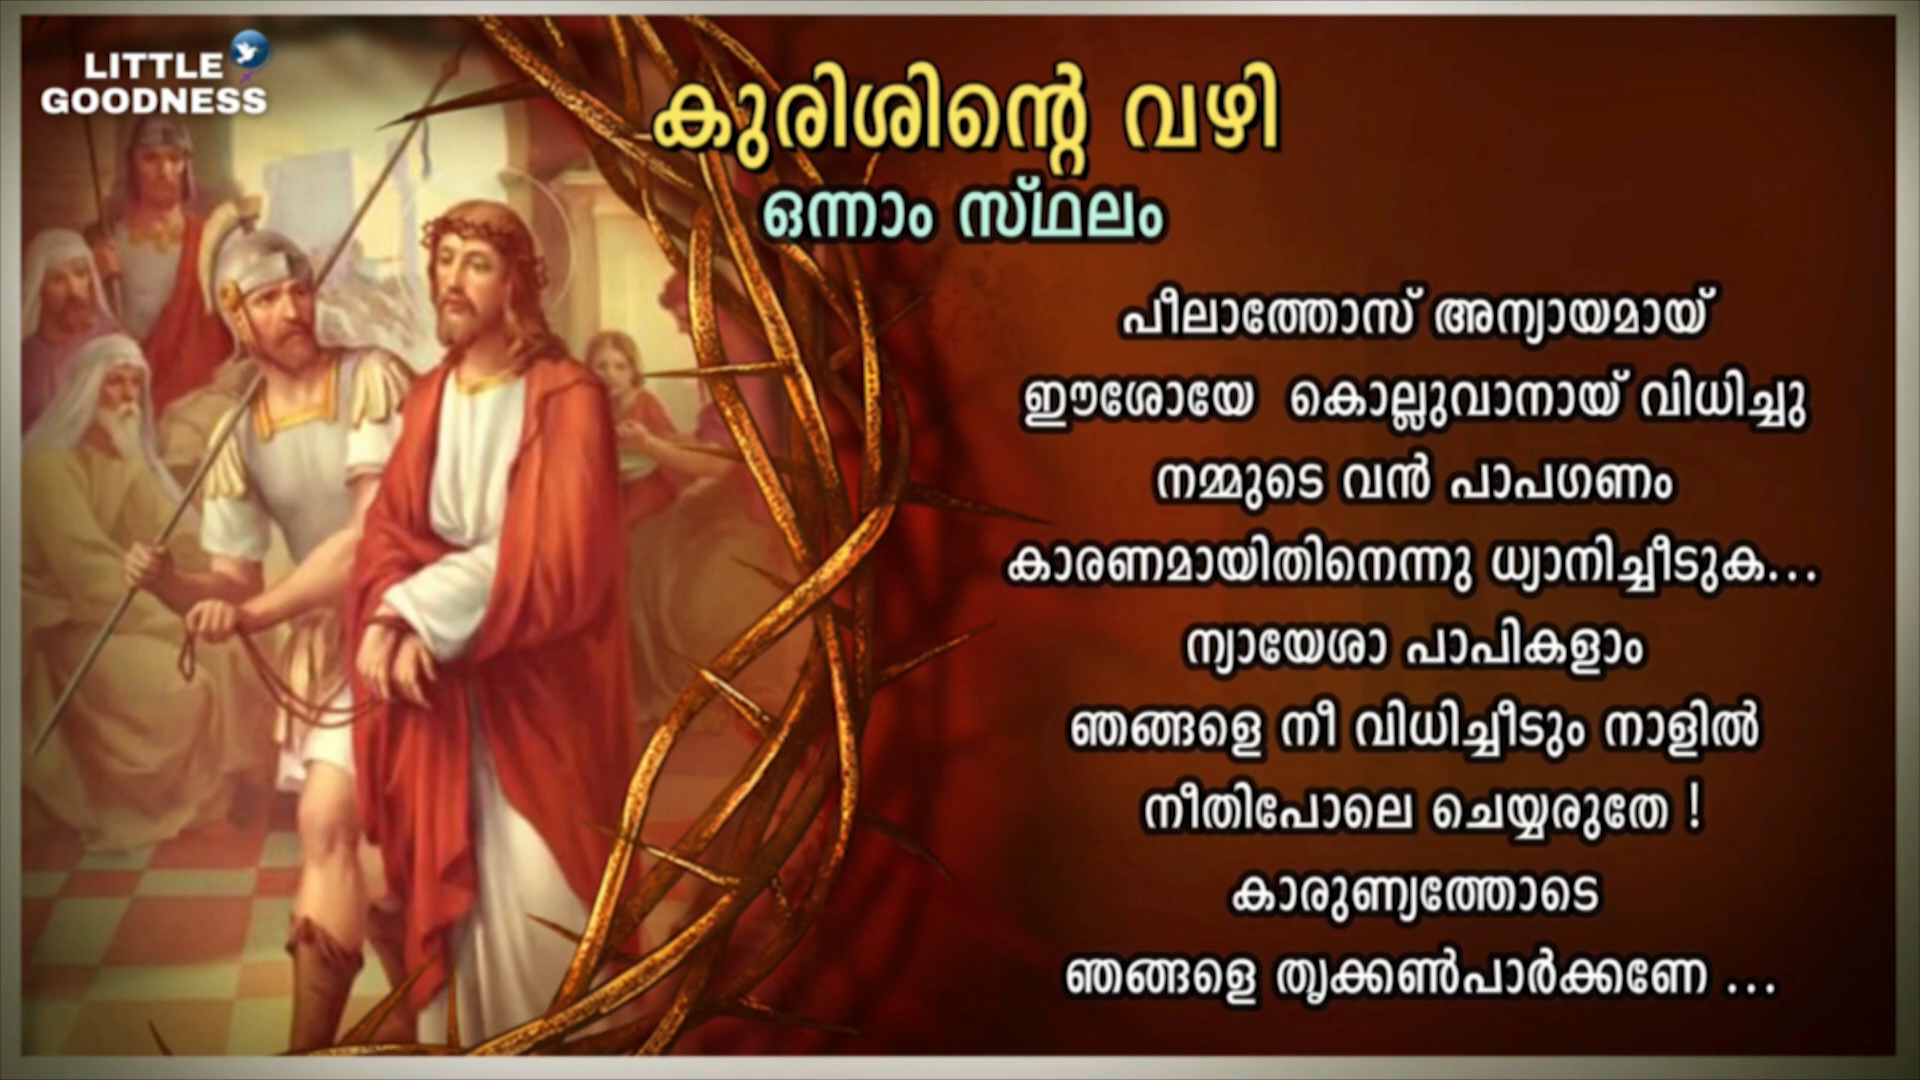 LITTLE
GOODNESS
കുരിശിന്റെ വഴി
ഒന്നാം സ്ഥലം
പീലാത്തോസ് അന്യായമായ്
ഈശോയേ കൊല്ലുവാനായ് വിധിച്ചു
നമ്മുടെ വൻ പാപഗണം
കാരണമായിതിനെന്നു ധ്യാനിച്ചീടുക...
ന്യായേശാ പാപികളാം
ഞങ്ങളെ നീ വിധിച്ചീടും നാളിൽ
നീതിപോലെ ചെയ്യരുതേ !
കാരുണ്യത്തോടെ
ഞങ്ങളെ തൃക്കൺപാർക്കണേ ...